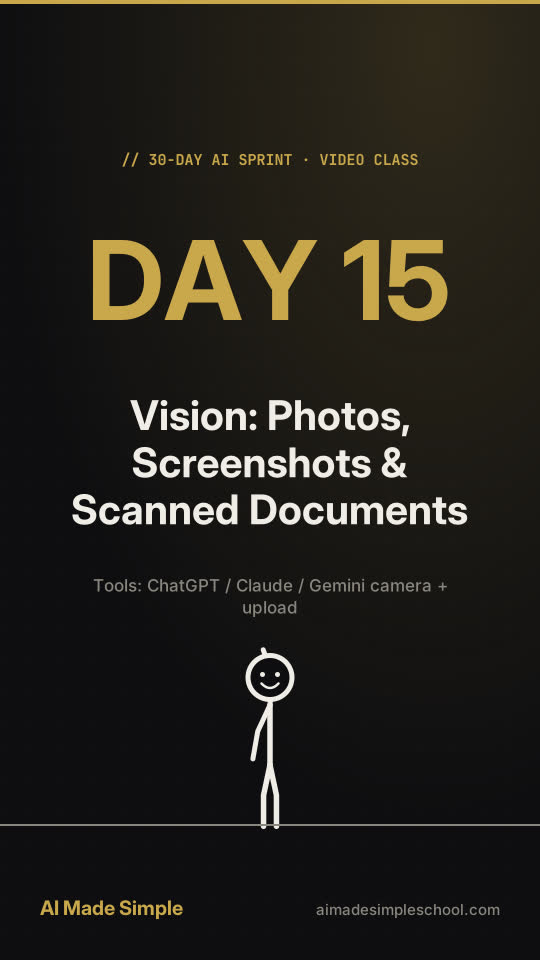 // 30-DAY AI SPRINT · VIDEO CLASS
DAY 15
Vision: Photos,
Screenshots &
Scanned Documents
Tools: ChatGPT / Claude / Gemini camera +
upload
AI Made Simple
aimadesimpleschool.com